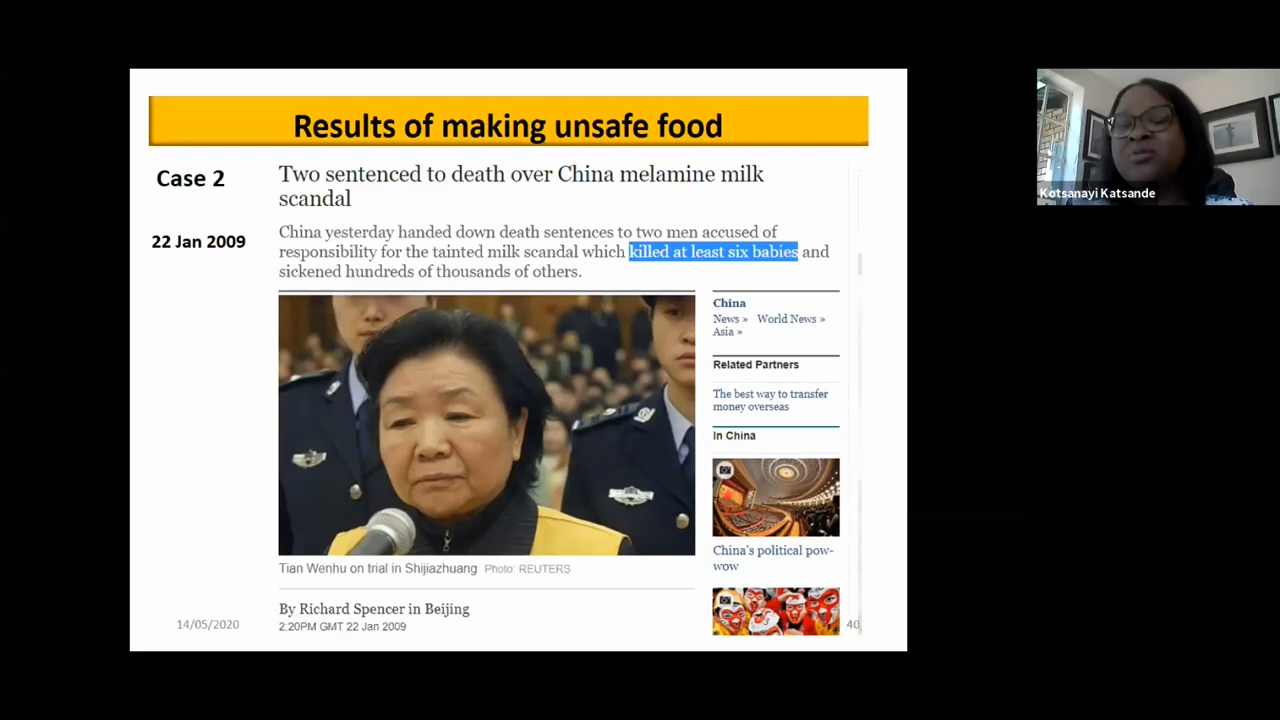 Results of making unsafe food
Case 2
22 Jan 2009
Two sentenced to death over China melamine milk
scandal
China yesterday handed down death sentences to two men accused of
responsibility for the tainted milk scandal which killed at least six babies and
sickened hundreds of thousands of others.
Tian Wenhu on trial in Shijiazhuang Photo: REUTERS
By Richard Spencer in Beijing
2:20PM GMT 22 Jan 2009
China
News » World News »
Asia »
Related Partners
The best way to transfer
money overseas
In China
China's political pow-
wow
14/05/2020
40
Kotsanayi Katsande